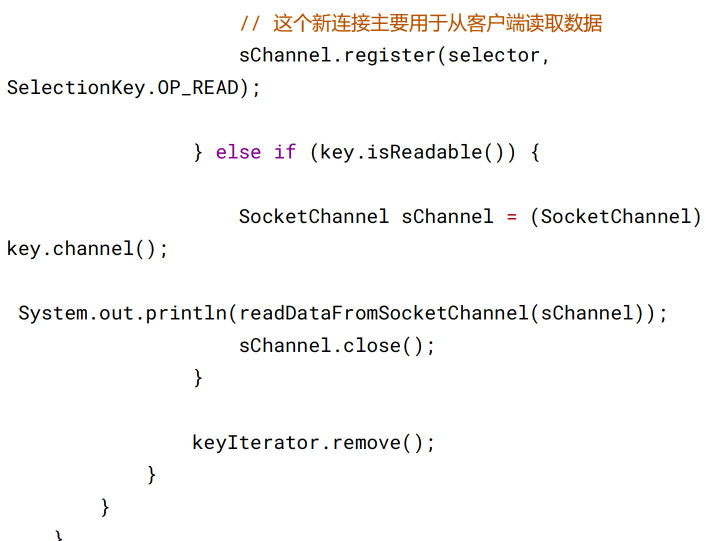 // 这个新连接主要用于从客户端读取数据
sChannel.register(selector,
SelectionKey.OP_READ);
} else if (key.isReadable()) {
SocketChannel sChannel = (SocketChannel)
key.channel();
System.out.println(readDataFromSocketChannel(sChannel));
sChannel.close();
}
keyIterator.remove();
}
}
}